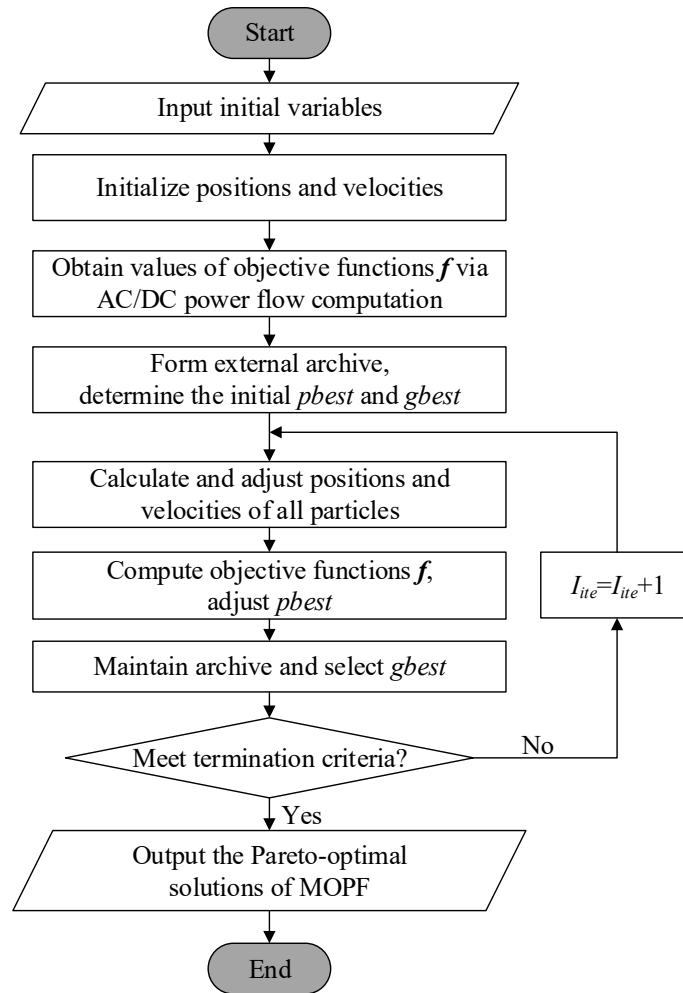 Start
Input initial variables
Initialize positions and velocities
Obtain values of objective functions f via
AC/DC power flow computation
Form external archive,
determine the initial pbest and gbest
Calculate and adjust positions and
velocities of all particles
Compute objective functions f,
adjust pbest
I_ite=I_ite+1
Maintain archive and select gbest
Meet termination criteria?
No
Yes
Output the Pareto-optimal
solutions of MOPF
End